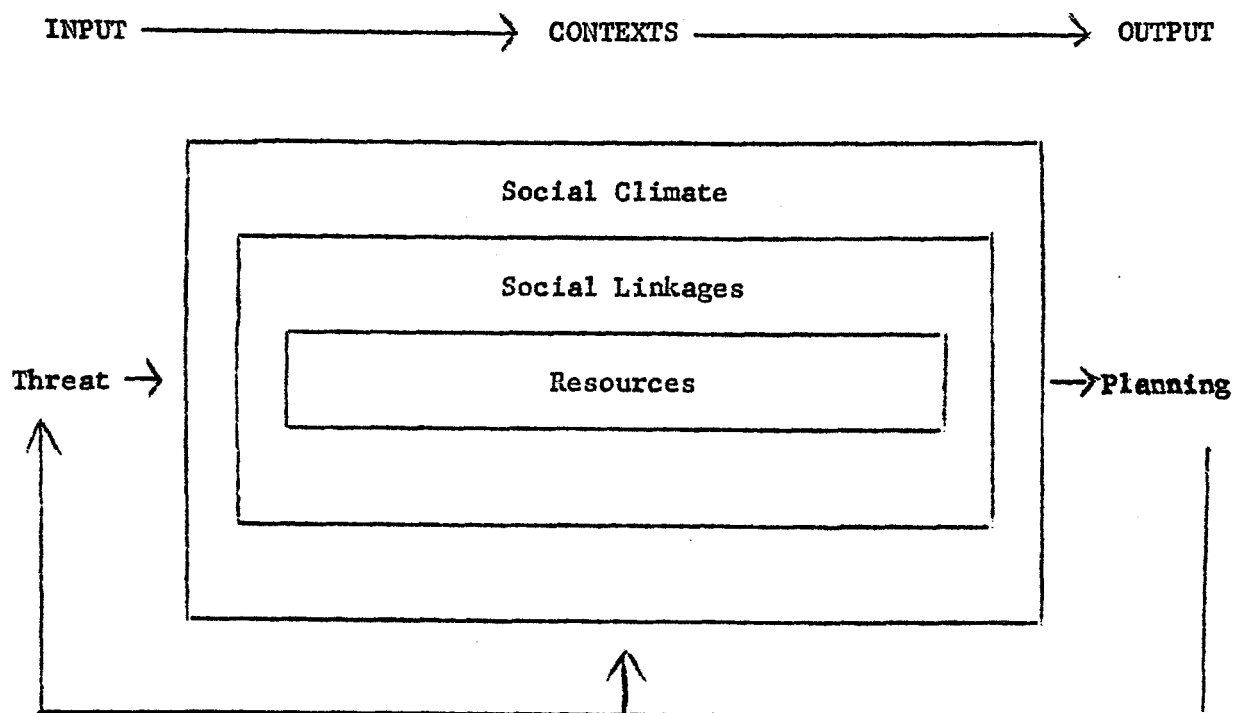 INPUT CONTEXTS OUTPUT
Social Climate
Social Linkages
Threat Resources Planning